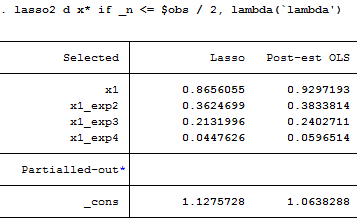 . lasso2 d x* if _n <= $obs / 2, lambda(`lambda')
Selected Lasso Post-est OLS
x1 0.8656055 0.9297193
x1_exp2 0.3624699 0.3833814
x1_exp3 0.2131996 0.2402711
x1_exp4 0.0447626 0.0596514
Partialled-out*
_cons 1.1275728 1.0638288